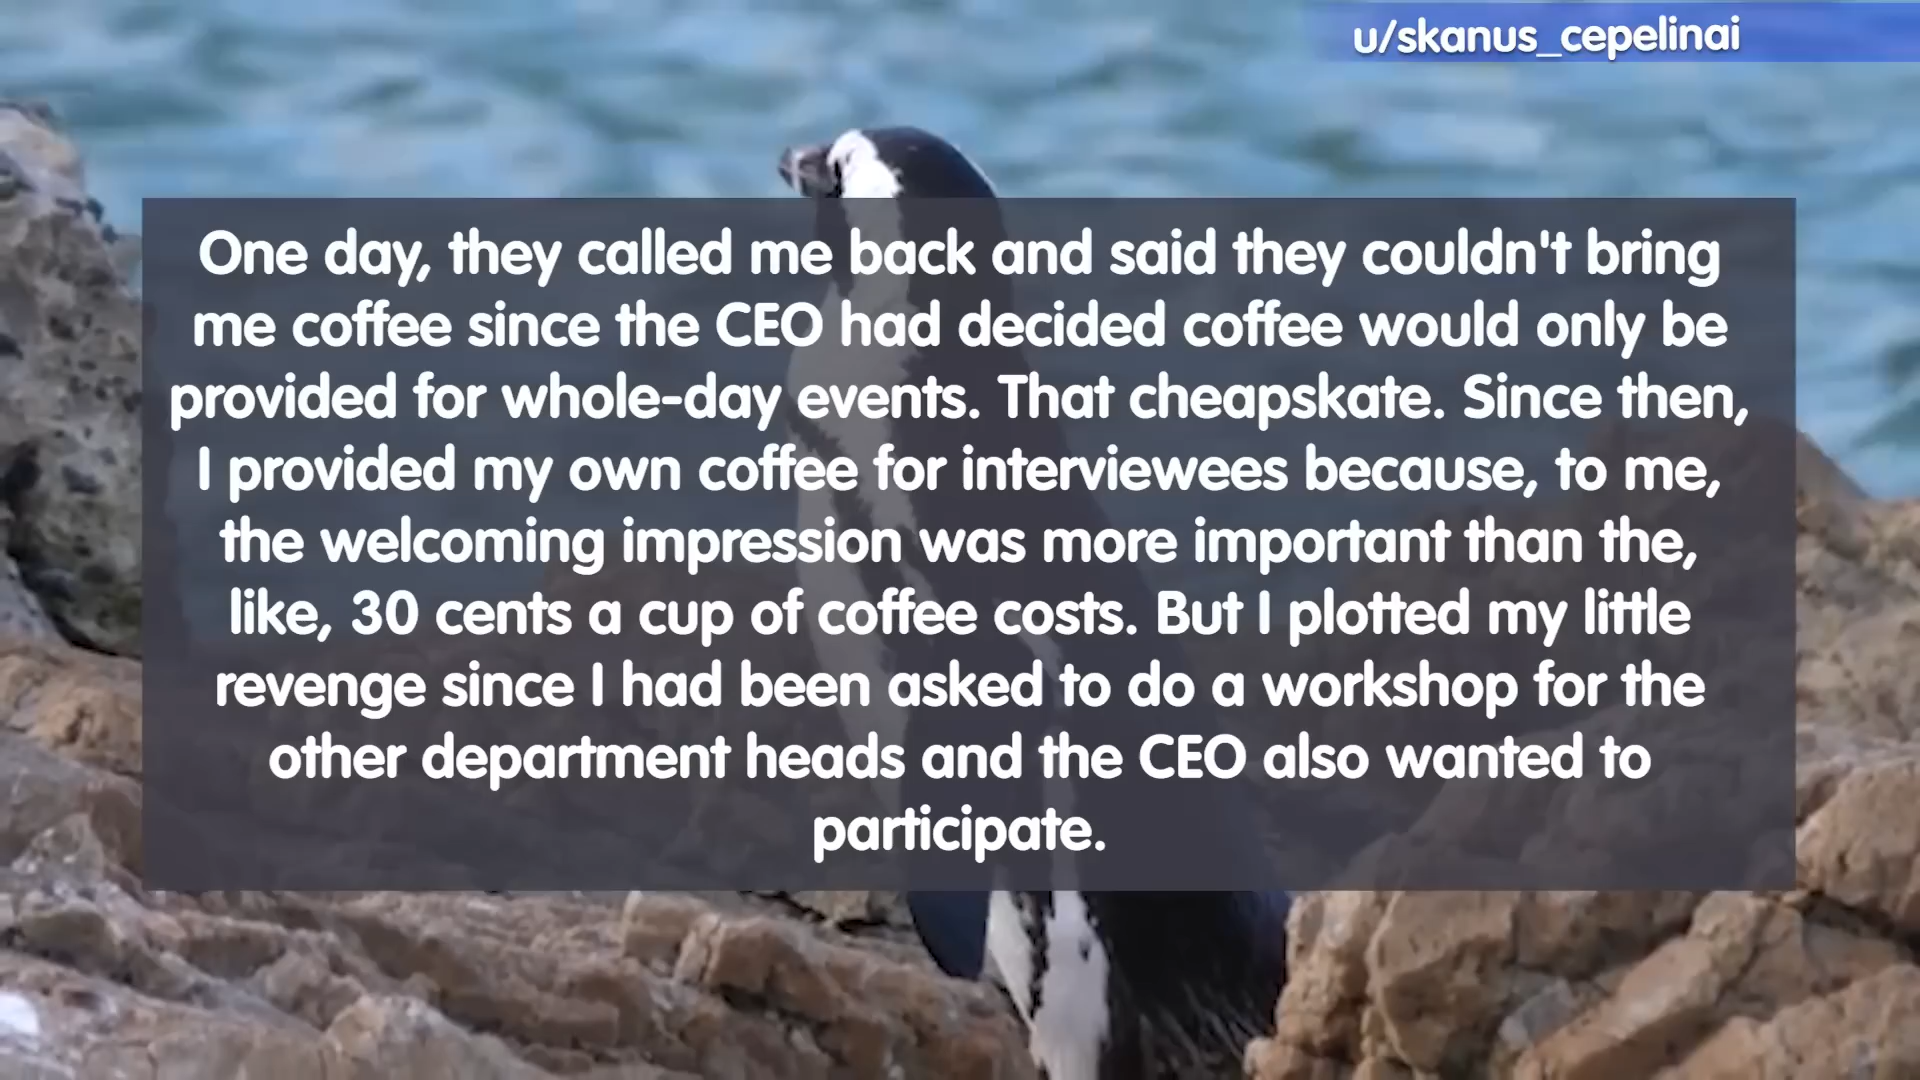 u/skanus_cepelinai
One day, they called me back and said they couldn't bring
me coffee since the CEO had decided coffee would only be
provided for whole-day events. That cheapskate. Since then,
I provided my own coffee for interviewees because, to me,
the welcoming impression was more important than the,
like, 30 cents a cup of coffee costs. But I plotted my little
revenge since I had been asked to do a workshop for the
other department heads and the CEO also wanted to
participate.